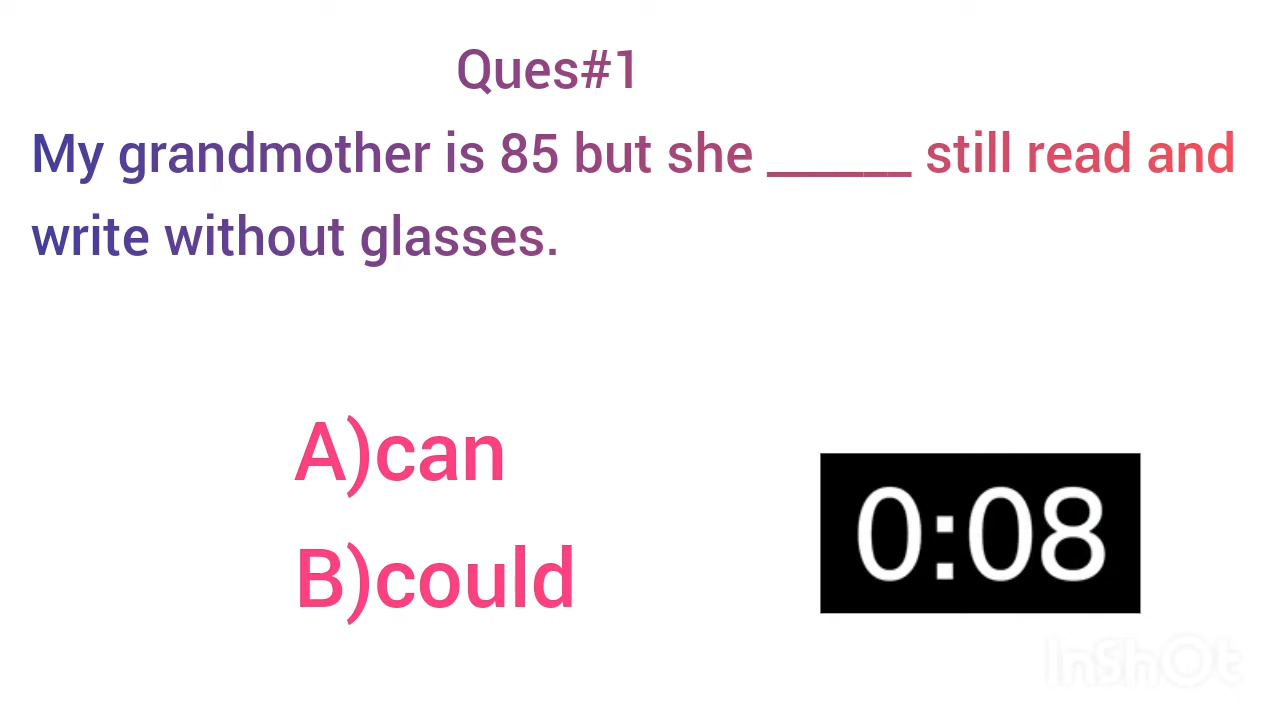 Ques#1
My grandmother is 85 but she ______ still read and
write without glasses.
A)can
B)could
0:08
InShOt